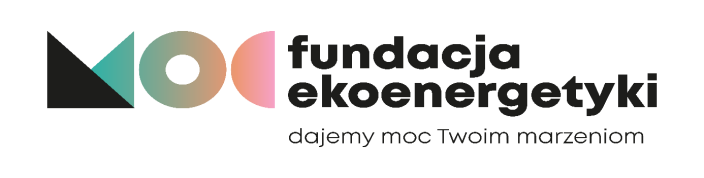 MOC
fundacja
ekoenergetyki
dajemy moc Twoim marzeniom